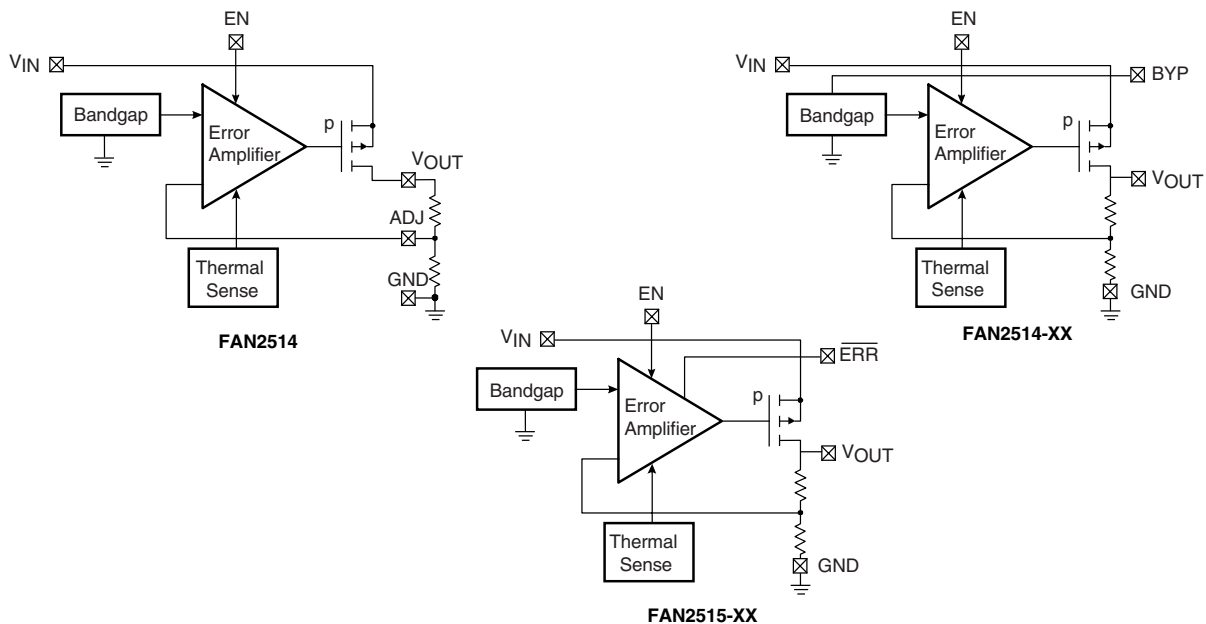 EN
VIN
Bandgap
Error
Amplifier
p
VOUT
ADJ
GND
Thermal
Sense
FAN2514
EN
VIN
BYP
Bandgap
Error
Amplifier
p
VOUT
Thermal
Sense
GND
FAN2514-XX
EN
VIN
ERR
Bandgap
Error
Amplifier
p
VOUT
Thermal
Sense
GND
FAN2515-XX